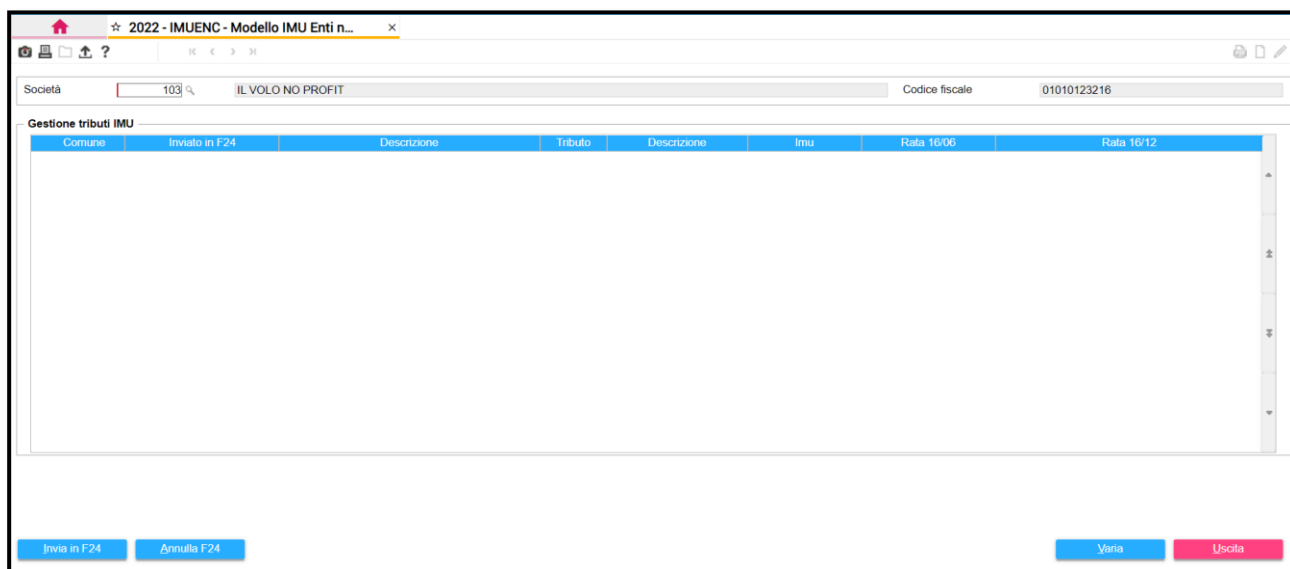 2022 - IMUENC - Modello IMU Enti n...
?
Società 103 IL VOLO NO PROFIT Codice fiscale 01010123216
Gestione tributi IMU
Comune Inviato in F24 Descrizione Tributo Descrizione Imu Rata 16/06 Rata 16/12
Invia in F24 Annulla F24 Varia Uscita